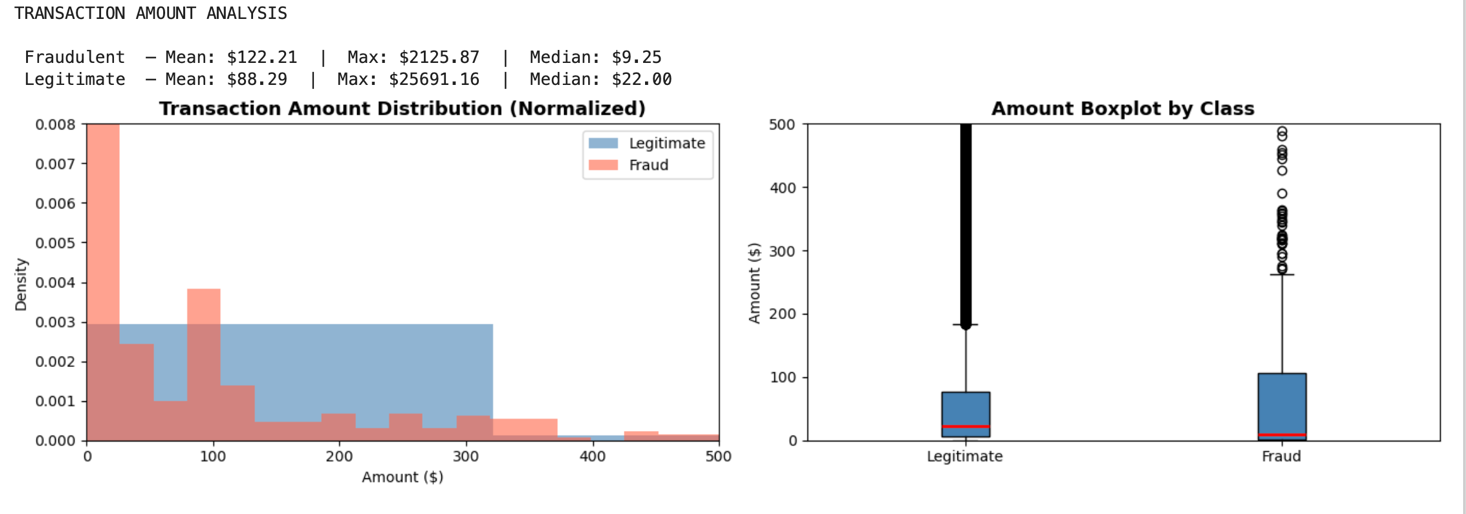 TRANSACTION AMOUNT ANALYSIS
Fraudulent — Mean: $122.21 | Max: $2125.87 | Median: $9.25
Legitimate — Mean: $88.29 | Max: $25691.16 | Median: $22.00
Transaction Amount Distribution (Normalized)
0.008
0.007
0.006
0.005
0.004
0.003
0.002
0.001
0.000
Density
Legitimate
Fraud
0 100 200 300 400 500
Amount ($)
Amount Boxplot by Class
500
400
300
200
100
0
Amount ($)
Legitimate Fraud